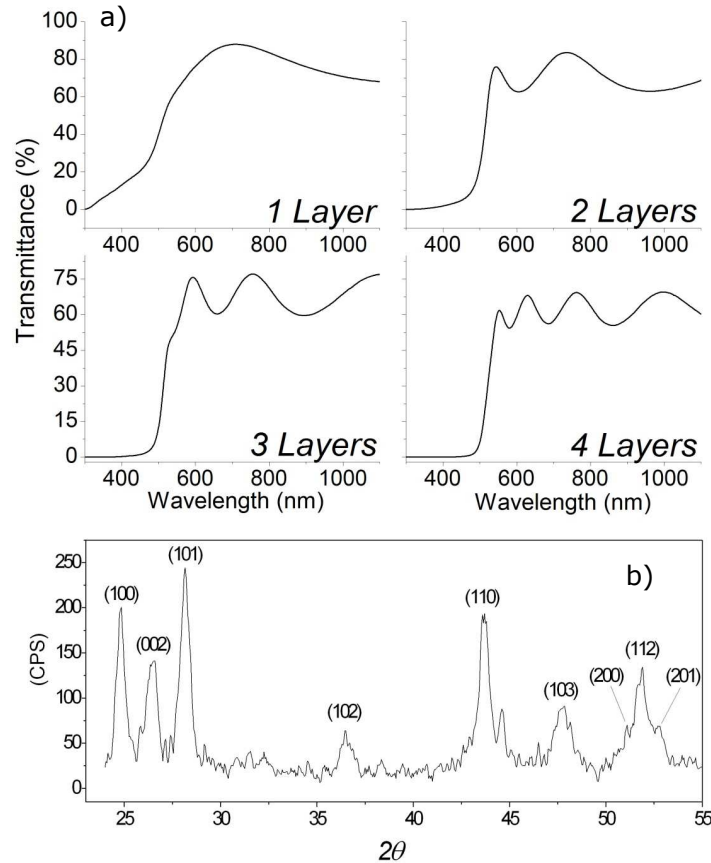 a)
100
80
60
40
20
0
Transmittance (%)
1 Layer
400 600 800 1000
2 Layers
400 600 800 1000
75
60
45
30
15
0
3 Layers
400 600 800 1000
Wavelength (nm)
4 Layers
400 600 800 1000
Wavelength (nm)
b)
250
200
150
100
50
0
(CPS)
(100)
(002)
(101)
(102)
(110)
(103)
(200)
(112)
(201)
25 30 35 40 45 50 55
2θ